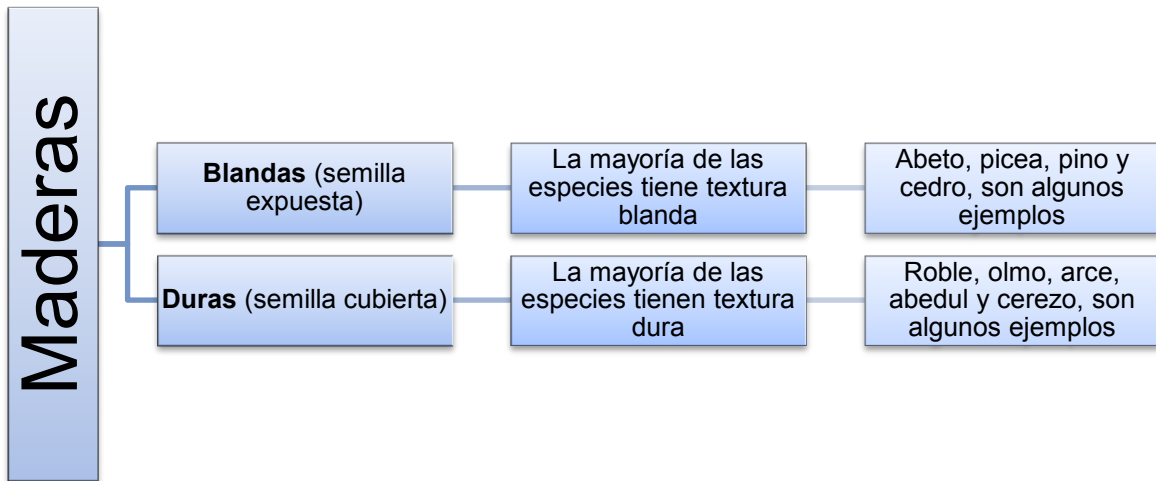 Maderas
Blandas (semilla
expuesta)
La mayoría de las
especies tiene textura
blanda
Abeto, picea, pino y
cedro, son algunos
ejemplos
Duras (semilla cubierta)
La mayoría de las
especies tienen textura
dura
Roble, olmo, arce,
abedul y cerezo, son
algunos ejemplos